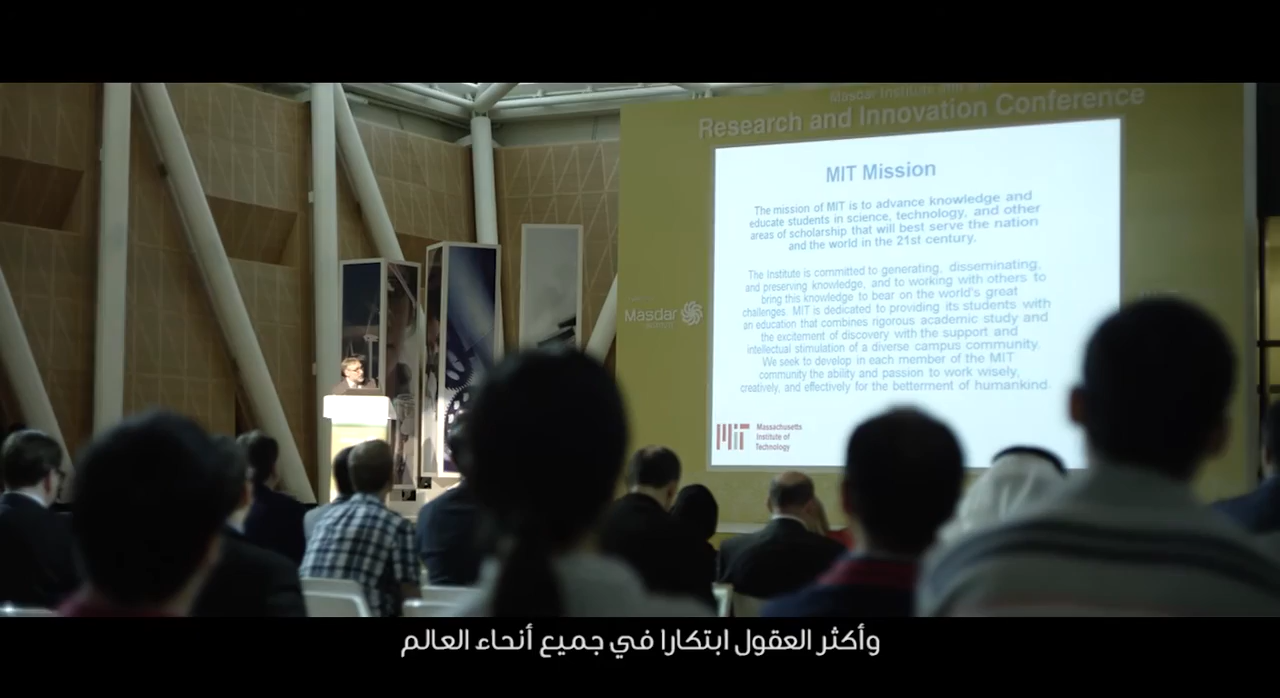 Masdar Institute and
Research and Innovation Conference
MIT Mission
The mission of MIT is to advance knowledge and
educate students in science, technology, and other
areas of scholarship that will best serve the nation
and the world in the 21st century.
The Institute is committed to generating, disseminating,
and preserving knowledge, and to working with others to
bring this knowledge to bear on the world's great
challenges. MIT is dedicated to providing its students with
an education that combines rigorous academic study and
the excitement of discovery with the support and
intellectual stimulation of a diverse campus community.
We seek to develop in each member of the MIT
community the ability and passion to work wisely,
creatively, and effectively for the betterment of humankind.
Masdar
MIT
Massachusetts
Institute of
Technology
وأكثر العقول ابتكارا في جميع أنحاء العالم